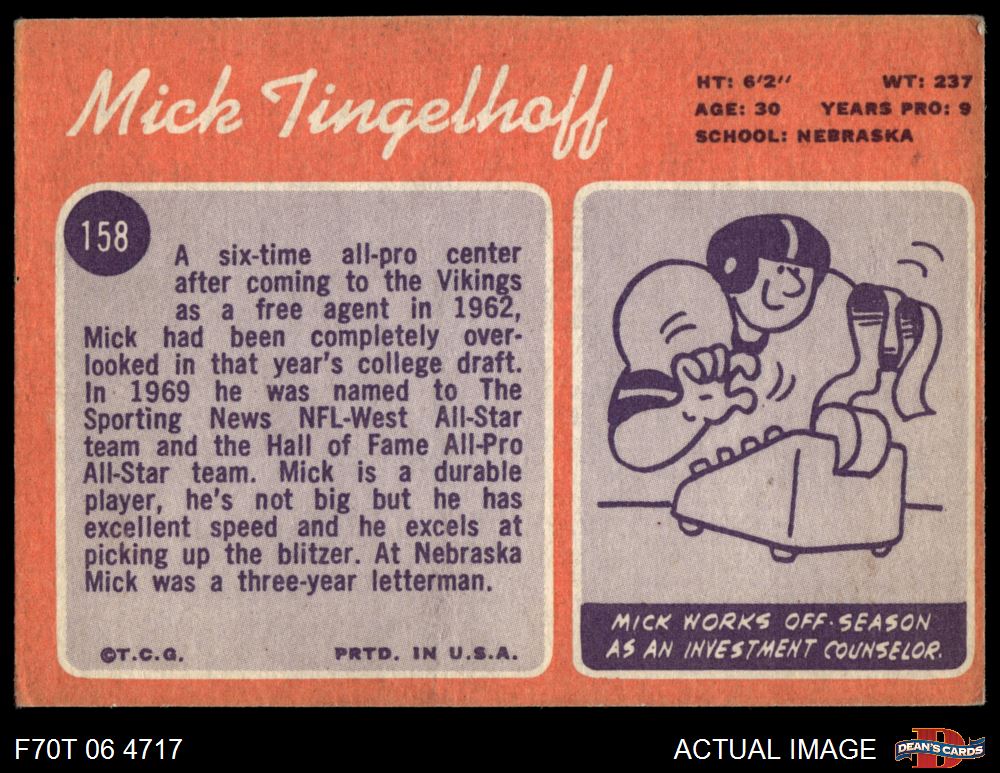 Mick Tingelhoff
HT: 6'2'' WT: 237
AGE: 30 YEARS PRO: 9
SCHOOL: NEBRASKA
158
A six-time all-pro center
after coming to the Vikings
as a free agent in 1962,
Mick had been completely over-
looked in that year's college draft.
In 1969 he was named to The
Sporting News NFL-West All-Star
team and the Hall of Fame All-Pro
All-Star team. Mick is a durable
player, he's not big but he has
excellent speed and he excels at
picking up the blitzer. At Nebraska
Mick was a three-year letterman.
©T.C.G. PRTD. IN U.S.A.
MICK WORKS OFF-SEASON
AS AN INVESTMENT COUNSELOR.
F70T 06 4717
ACTUAL IMAGE
D
DEAN'S CARDS